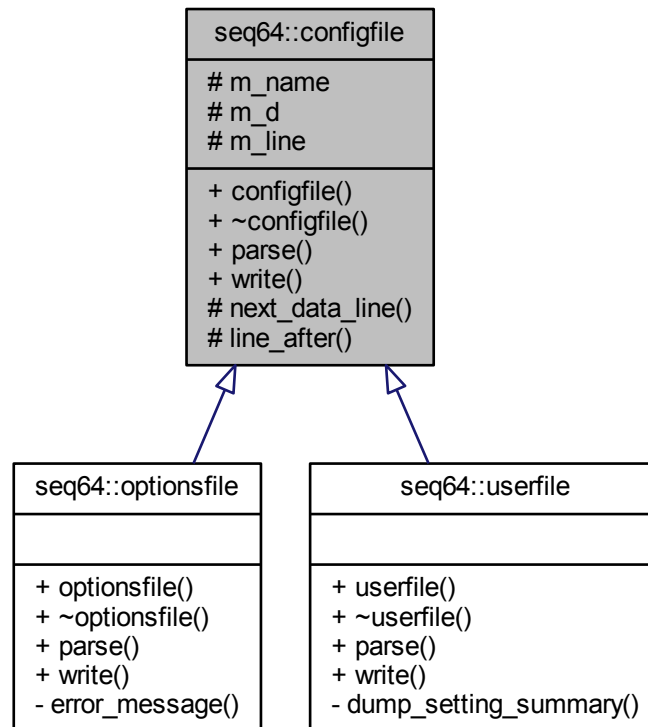 seq64::configfile
# m_name
# m_d
# m_line
+ configfile()
+ ~configfile()
+ parse()
+ write()
# next_data_line()
# line_after()
seq64::optionsfile
+ optionsfile()
+ ~optionsfile()
+ parse()
+ write()
- error_message()
seq64::userfile
+ userfile()
+ ~userfile()
+ parse()
+ write()
- dump_setting_summary()